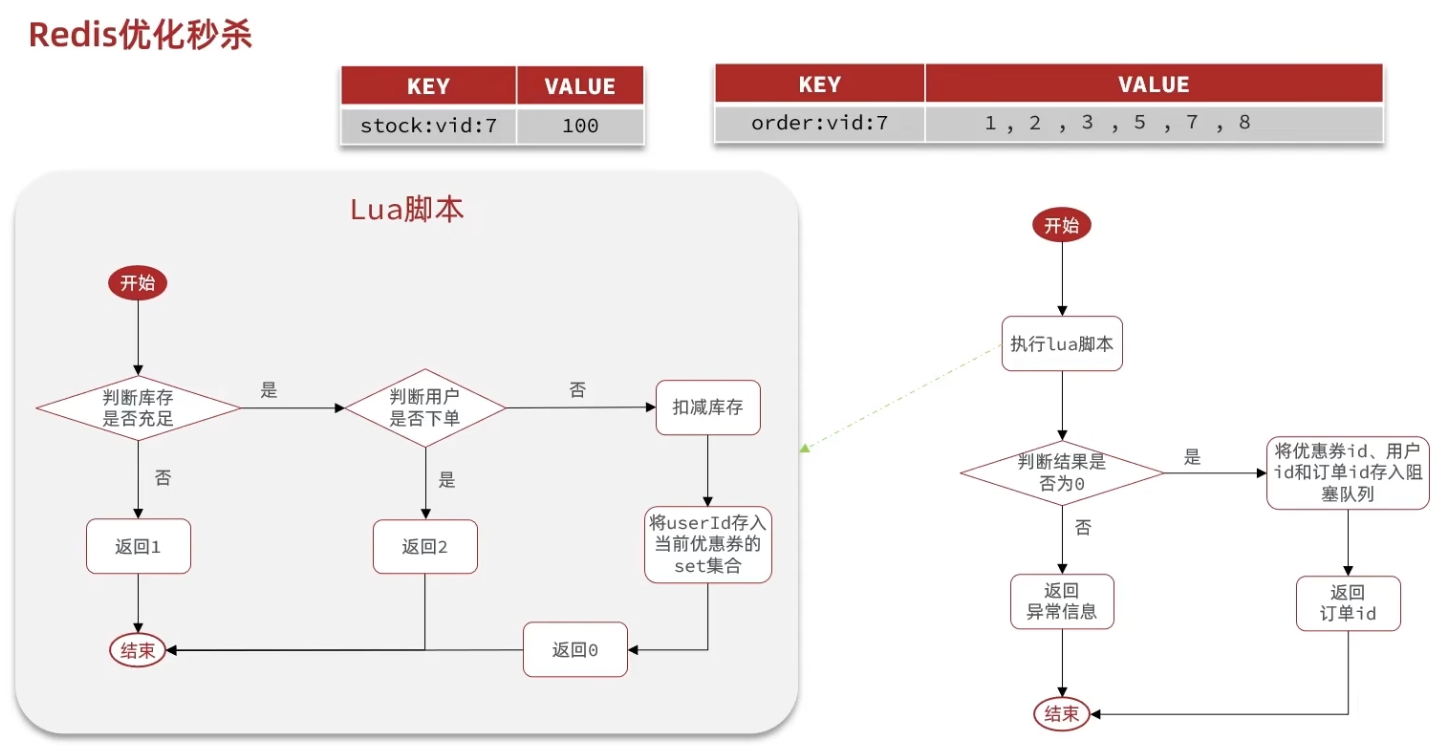 Redis优化秒杀
KEY VALUE
stock:vid:7 100
KEY VALUE
order:vid:7 1 , 2 , 3 , 5 , 7 , 8
Lua脚本
开始
判断库存
是否充足
是
判断用户
是否下单
否
扣减库存
否
是
返回1
返回2
将userId存入
当前优惠券的
set集合
结束
返回0
开始
执行lua脚本
判断结果是
否为0
是
将优惠券id、用户
id和订单id存入阻
塞队列
否
返回
异常信息
返回
订单id
结束